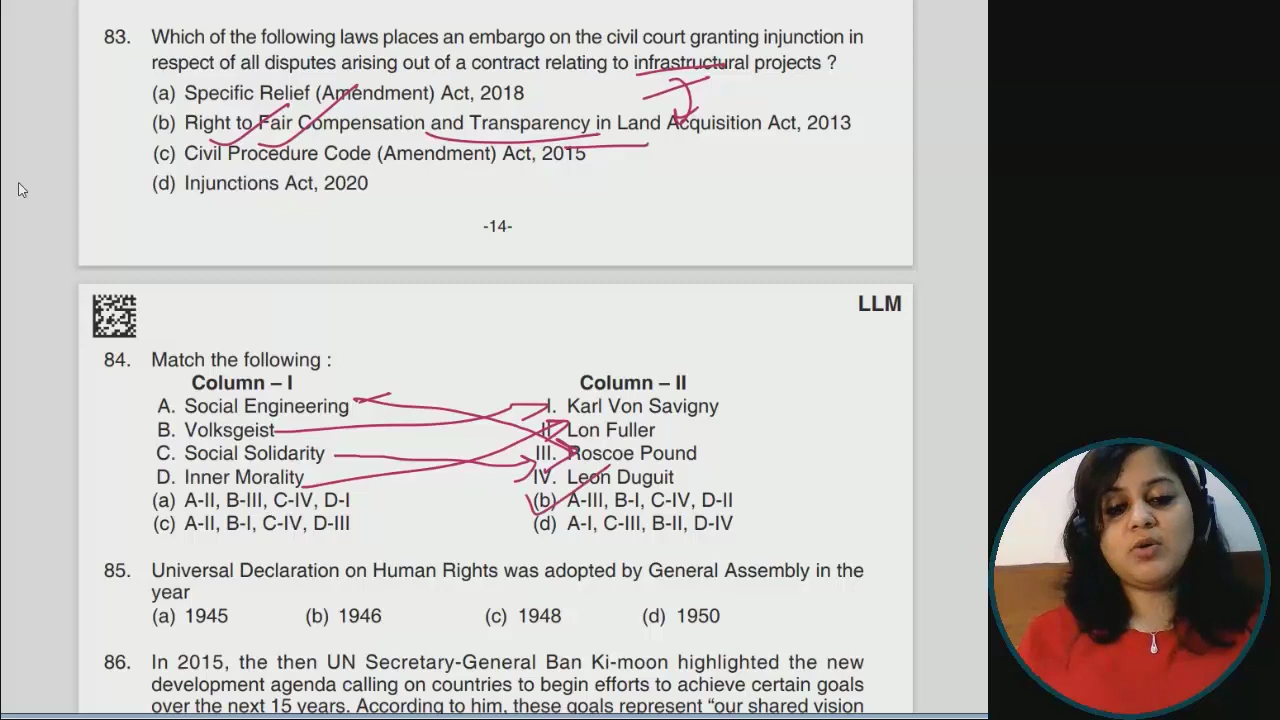 83. Which of the following laws places an embargo on the civil court granting injunction in
respect of all disputes arising out of a contract relating to infrastructural projects ?
(a) Specific Relief (Amendment) Act, 2018
(b) Right to Fair Compensation and Transparency in Land Acquisition Act, 2013
(c) Civil Procedure Code (Amendment) Act, 2015
(d) Injunctions Act, 2020
-14-
LLM
84. Match the following :
Column – I Column – II
A. Social Engineering I. Karl Von Savigny
B. Volksgeist II. Lon Fuller
C. Social Solidarity III. Roscoe Pound
D. Inner Morality IV. Leon Duguit
(a) A-II, B-III, C-IV, D-I (b) A-III, B-I, C-IV, D-II
(c) A-II, B-I, C-IV, D-III (d) A-I, C-III, B-II, D-IV
85. Universal Declaration on Human Rights was adopted by General Assembly in the
year
(a) 1945 (b) 1946 (c) 1948 (d) 1950
86. In 2015, the then UN Secretary-General Ban Ki-moon highlighted the new
development agenda calling on countries to begin efforts to achieve certain goals
over the next 15 years. According to him, these goals represent “our shared vision